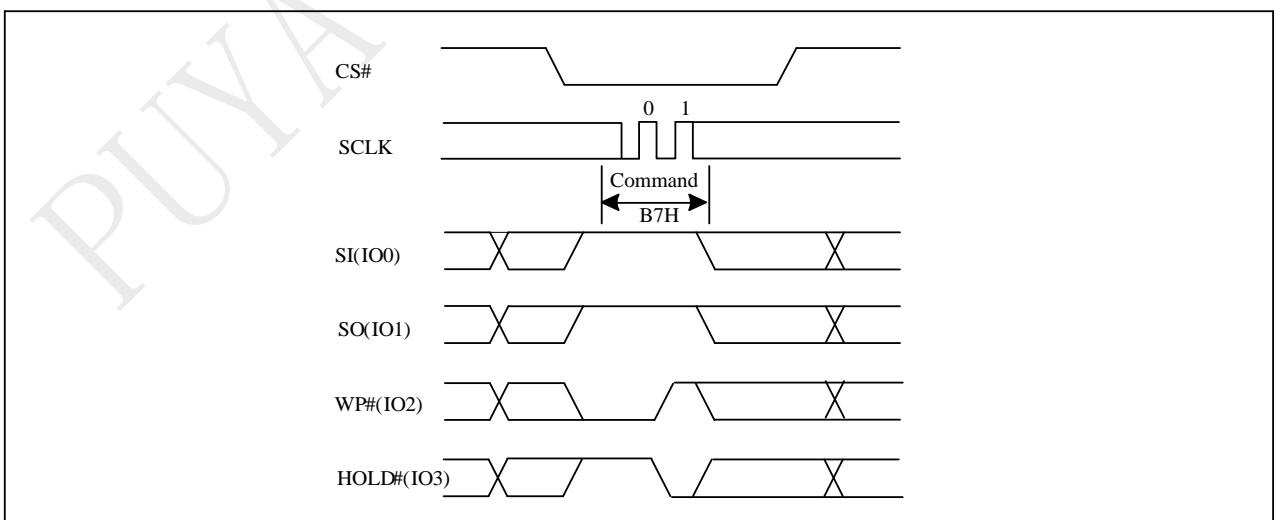 PUYA
CS#
0 1
SCLK
Command
B7H
SI(IO0)
SO(IO1)
WP#(IO2)
HOLD#(IO3)